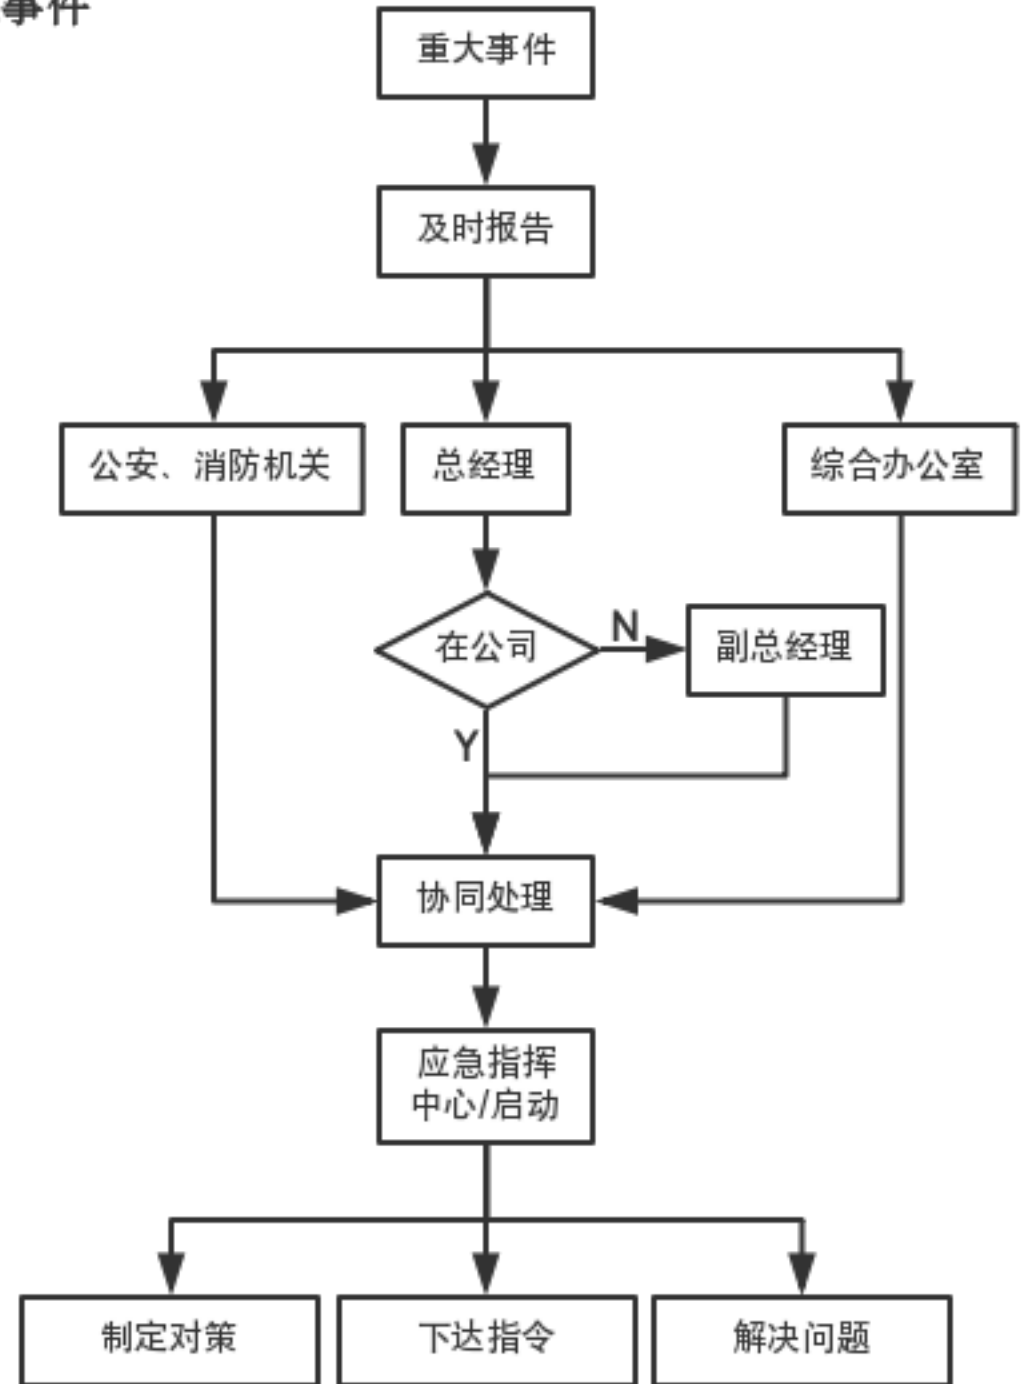 事件
重大事件
及时报告
公安、消防机关
总经理
综合办公室
在公司
N
副总经理
Y
协同处理
应急指挥
中心/启动
制定对策
下达指令
解决问题